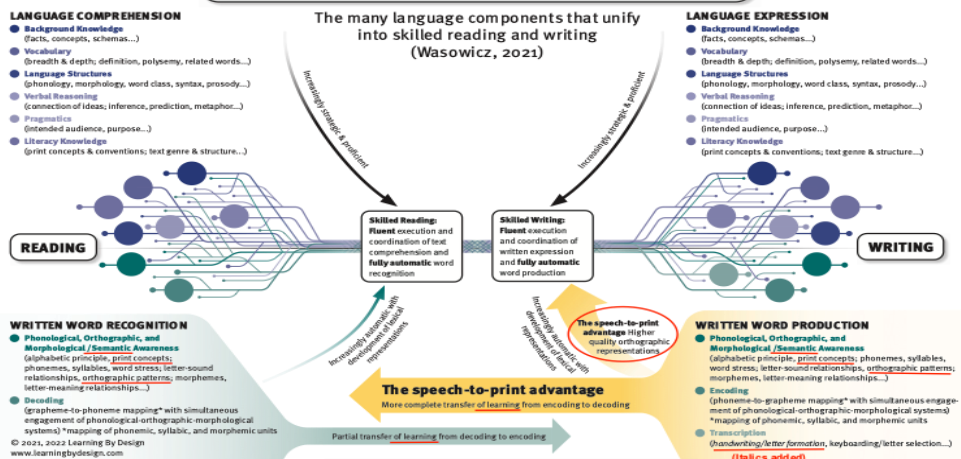 The many language components that unify
into skilled reading and writing
(Wasowicz, 2021)
LANGUAGE COMPREHENSION
Background Knowledge
(facts, concepts, schemas...)
Vocabulary
(breadth & depth; definition, polysemy, related words...)
Language Structures
(phonology, morphology, word class, syntax, prosody...)
Verbal Reasoning
(connection of ideas; inference, prediction, metaphor...)
Pragmatics
(intended audience, purpose...)
Literacy Knowledge
(print concepts & conventions; text genre & structure...)
LANGUAGE EXPRESSION
Background Knowledge
(facts, concepts, schemas...)
Vocabulary
(breadth & depth; definition, polysemy, related words...)
Language Structures
(phonology, morphology, word class, syntax, prosody...)
Verbal Reasoning
(connection of ideas; inference, prediction, metaphor...)
Pragmatics
(intended audience, purpose...)
Literacy Knowledge
(print concepts & conventions; text genre & structure...)
Increasingly strategic & proficient
Increasingly strategic & proficient
READING
Skilled Reading:
Fluent execution and
coordination of text
comprehension and
fully automatic word
recognition
Skilled Writing:
Fluent execution
and coordination of
written expression
and fully automatic
word production
WRITING
Increasingly automatic with
development of lexical
representations
Increasingly automatic with
development of lexical
representations
The speech-to-print
advantage Higher
quality orthographic
representations
WRITTEN WORD RECOGNITION
Phonological, Orthographic, and
Morphological /Semantic Awareness
(alphabetic principle, print concepts;
phonemes, syllables, word stress; letter-sound
relationships, orthographic patterns; morphemes,
letter-meaning relationships...)
Decoding
(grapheme-to-phoneme mapping* with simultaneous
engagement of phonological-orthographic-morphological
systems) *mapping of phonemic, syllabic, and morphemic units
© 2021, 2022 Learning By Design
www.learningbydesign.com
The speech-to-print advantage
More complete transfer of learning from encoding to decoding
Partial transfer of learning from decoding to encoding
WRITTEN WORD PRODUCTION
Phonological, Orthographic, and
Morphological /Semantic Awareness
(alphabetic principle, print concepts; phonemes, syllables,
word stress; letter-sound relationships, orthographic patterns;
morphemes, letter-meaning relationships...)
Encoding
(phoneme-to-grapheme mapping* with simultaneous engage-
ment of phonological-orthographic-morphological systems)
*mapping of phonemic, syllabic, and morphemic units
Transcription
(handwriting/letter formation, keyboarding/letter selection...)
(Italics added)